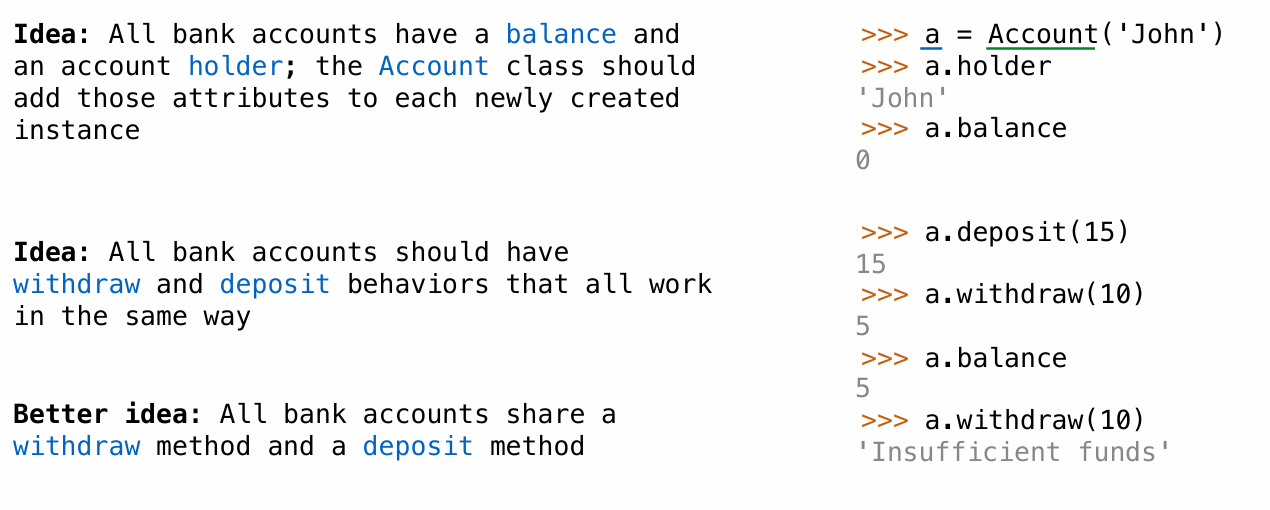 Idea: All bank accounts have a balance and
an account holder; the Account class should
add those attributes to each newly created
instance
>>> a = Account('John')
>>> a.holder
'John'
>>> a.balance
0
Idea: All bank accounts should have
withdraw and deposit behaviors that all work
in the same way
Better idea: All bank accounts share a
withdraw method and a deposit method
>>> a.deposit(15)
15
>>> a.withdraw(10)
5
>>> a.balance
5
>>> a.withdraw(10)
'Insufficient funds'